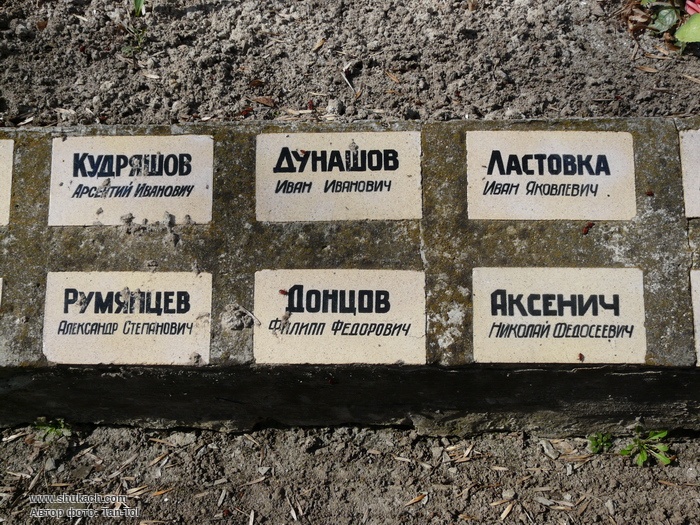 КУДРЯШОВ
АРСЕНТИЙ ИВАНОВИЧ
ДУНАШОВ
ИВАН ИВАНОВИЧ
ЛАСТОВКА
ИВАН ЯКОВЛЕВИЧ
РУМЯНЦЕВ
АЛЕКСАНДР СТЕПАНОВИЧ
ДОНЦОВ
ФИЛИПП ФЕДОРОВИЧ
АКСЕНИЧ
НИКОЛАЙ ФЕДОСЕЕВИЧ
www.shukach.com
Автор фото: Tan-Tol